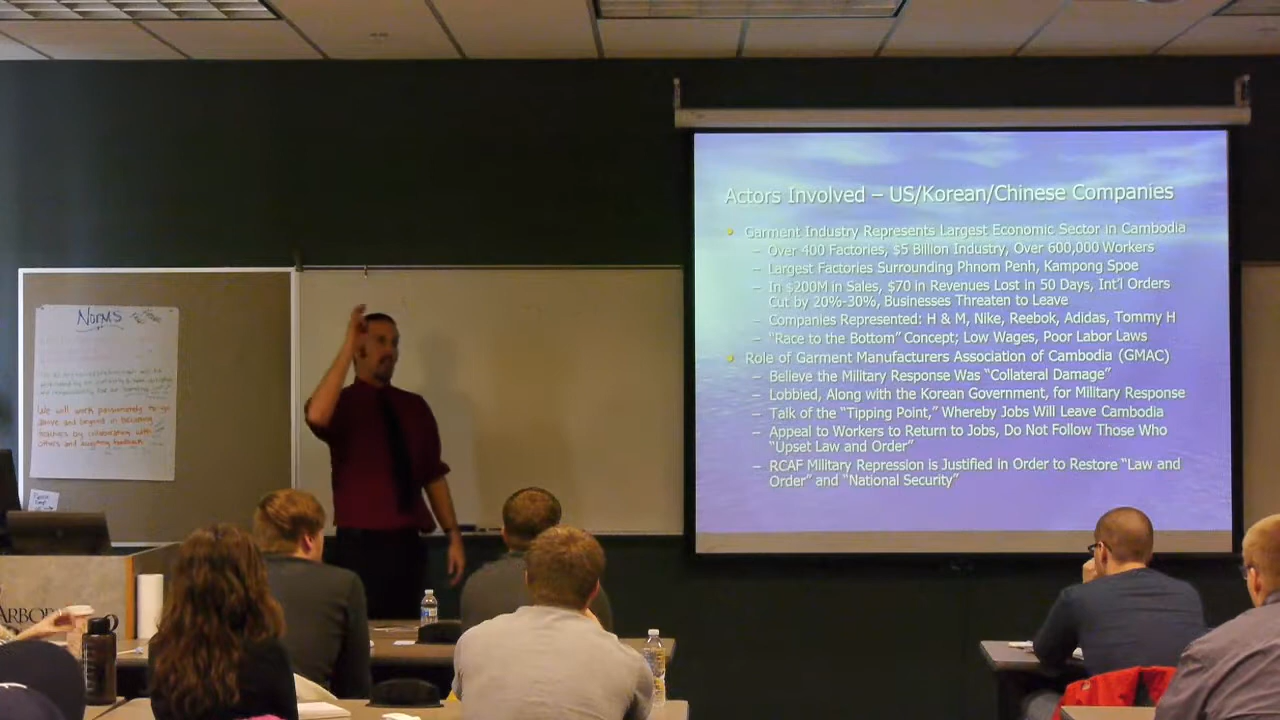 Norms
We will work passionately to go
above and beyond in becoming
teachers by collaborating with
others and accepting feedback
ARBOR
Actors Involved – US/Korean/Chinese Companies
• Garment Industry Represents Largest Economic Sector in Cambodia
– Over 400 Factories, $5 Billion Industry, Over 600,000 Workers
– Largest Factories Surrounding Phnom Penh, Kampong Spoe
– In $200M in Sales, $70 in Revenues Lost in 50 Days, Int'l Orders
Cut by 20%-30%, Businesses Threaten to Leave
– Companies Represented: H & M, Nike, Reebok, Adidas, Tommy H
– "Race to the Bottom" Concept; Low Wages, Poor Labor Laws
• Role of Garment Manufacturers Association of Cambodia (GMAC)
– Believe the Military Response Was "Collateral Damage"
– Lobbied, Along with the Korean Government, for Military Response
– Talk of the "Tipping Point," Whereby Jobs Will Leave Cambodia
– Appeal to Workers to Return to Jobs, Do Not Follow Those Who
"Upset Law and Order"
– RCAF Military Repression is Justified in Order to Restore "Law and
Order" and "National Security"